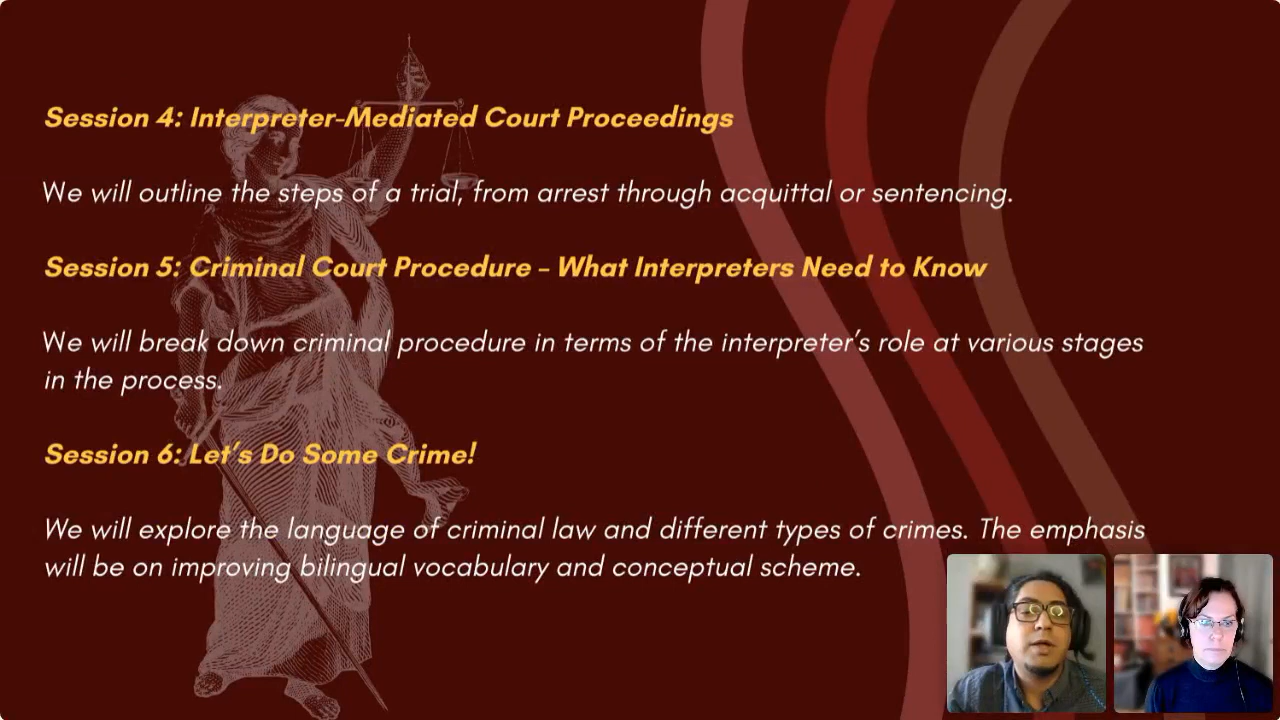 Session 4: Interpreter-Mediated Court Proceedings
We will outline the steps of a trial, from arrest through acquittal or sentencing.
Session 5: Criminal Court Procedure – What Interpreters Need to Know
We will break down criminal procedure in terms of the interpreter’s role at various stages
in the process.
Session 6: Let’s Do Some Crime!
We will explore the language of criminal law and different types of crimes. The emphasis
will be on improving bilingual vocabulary and conceptual scheme.